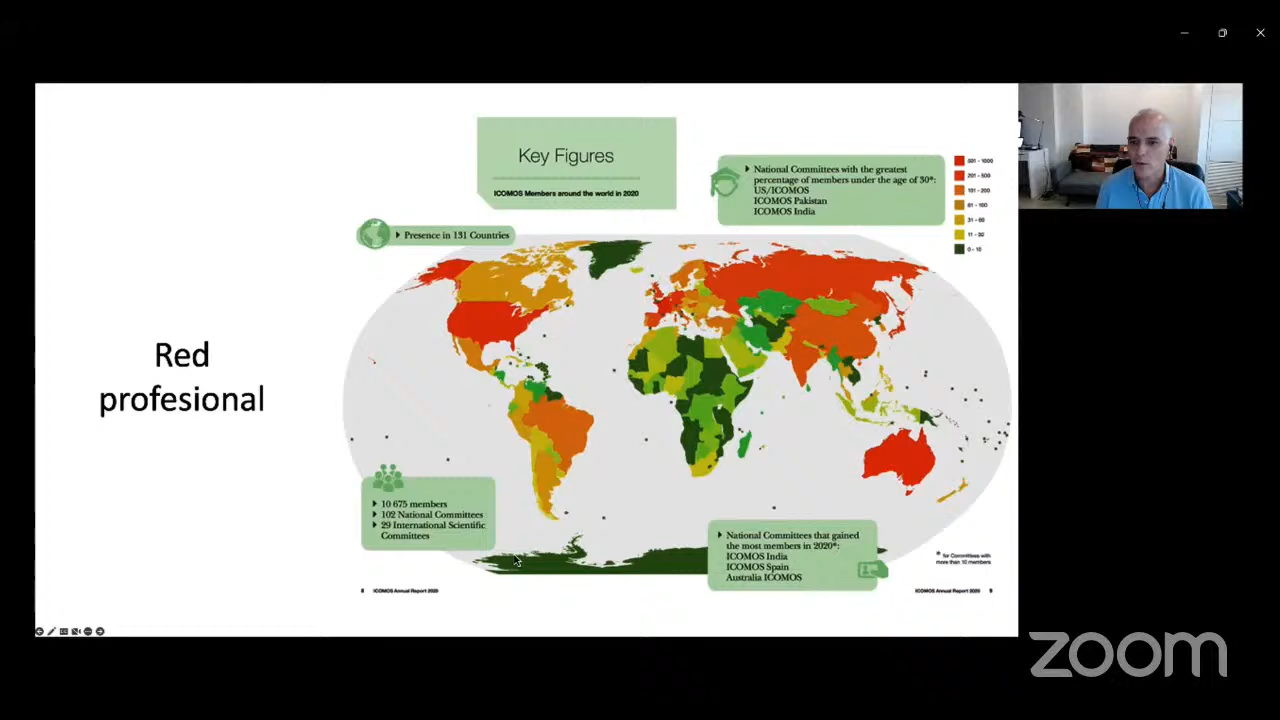 Red
profesional
Key Figures
ICOMOS Members around the world in 2020
Presence in 131 Countries
National Committees with the greatest
percentage of members under the age of 30*:
US/ICOMOS
ICOMOS Pakistan
ICOMOS India
501 - 1000
201 - 500
101 - 200
61 - 100
31 - 60
11 - 30
0 - 10
10 675 members
102 National Committees
29 International Scientific
Committees
National Committees that gained
the most members in 2020*:
ICOMOS India
ICOMOS Spain
Australia ICOMOS
* for Committees with
more than 10 members
8 ICOMOS Annual Report 2020
ICOMOS Annual Report 2020 9
zoom